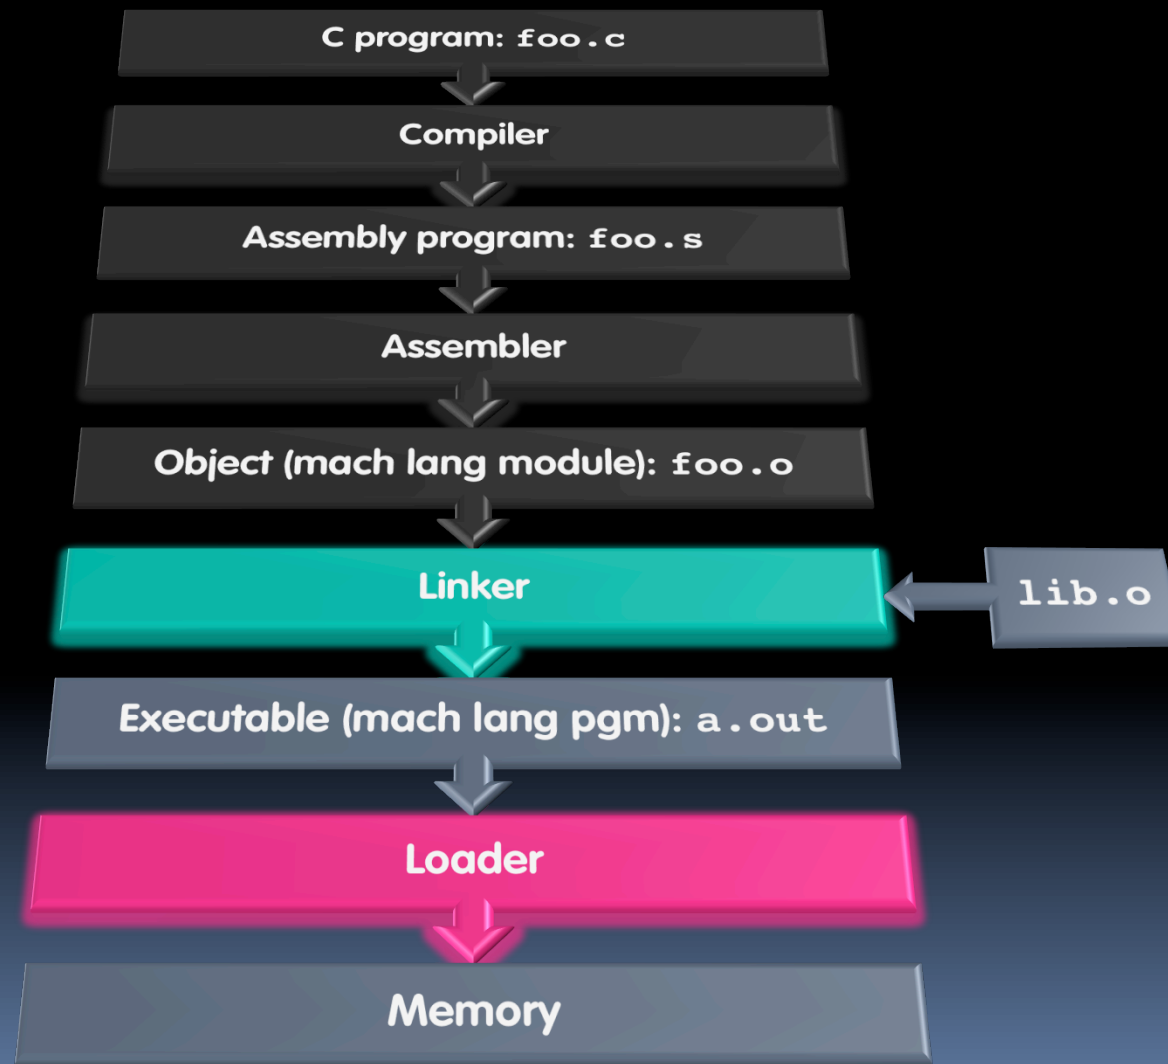 C program: foo.c
Compiler
Assembly program: foo.s
Assembler
Object (mach lang module): foo.o
Linker
lib.o
Executable (mach lang pgm): a.out
Loader
Memory